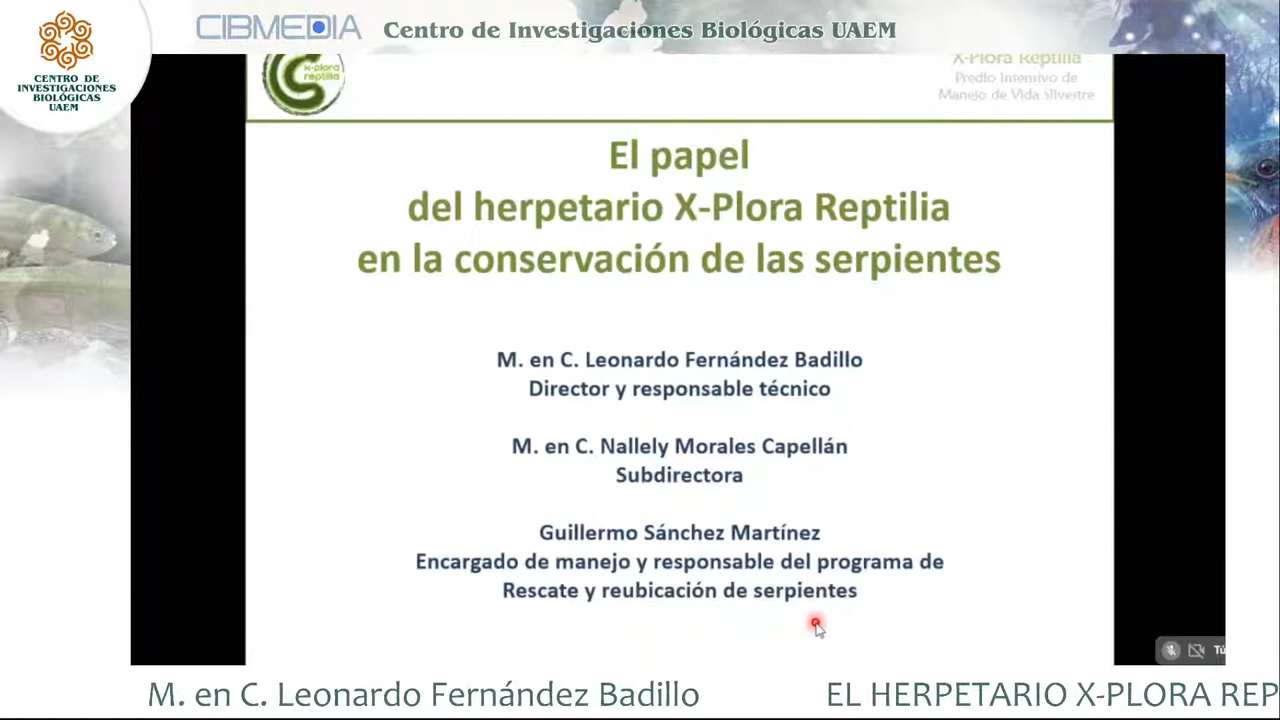 CIBMEDIA Centro de Investigaciones Biológicas UAEM
CENTRO DE
INVESTIGACIONES
BIOLÓGICAS
UAEM
x-plora
reptilia
X-Plora Reptilia
Predio Intensivo de
Manejo de Vida Silvestre
El papel
del herpetario X-Plora Reptilia
en la conservación de las serpientes
M. en C. Leonardo Fernández Badillo
Director y responsable técnico
M. en C. Nallely Morales Capellán
Subdirectora
Guillermo Sánchez Martínez
Encargado de manejo y responsable del programa de
Rescate y reubicación de serpientes
Tú
M. en C. Leonardo Fernández Badillo EL HERPETARIO X-PLORA REP